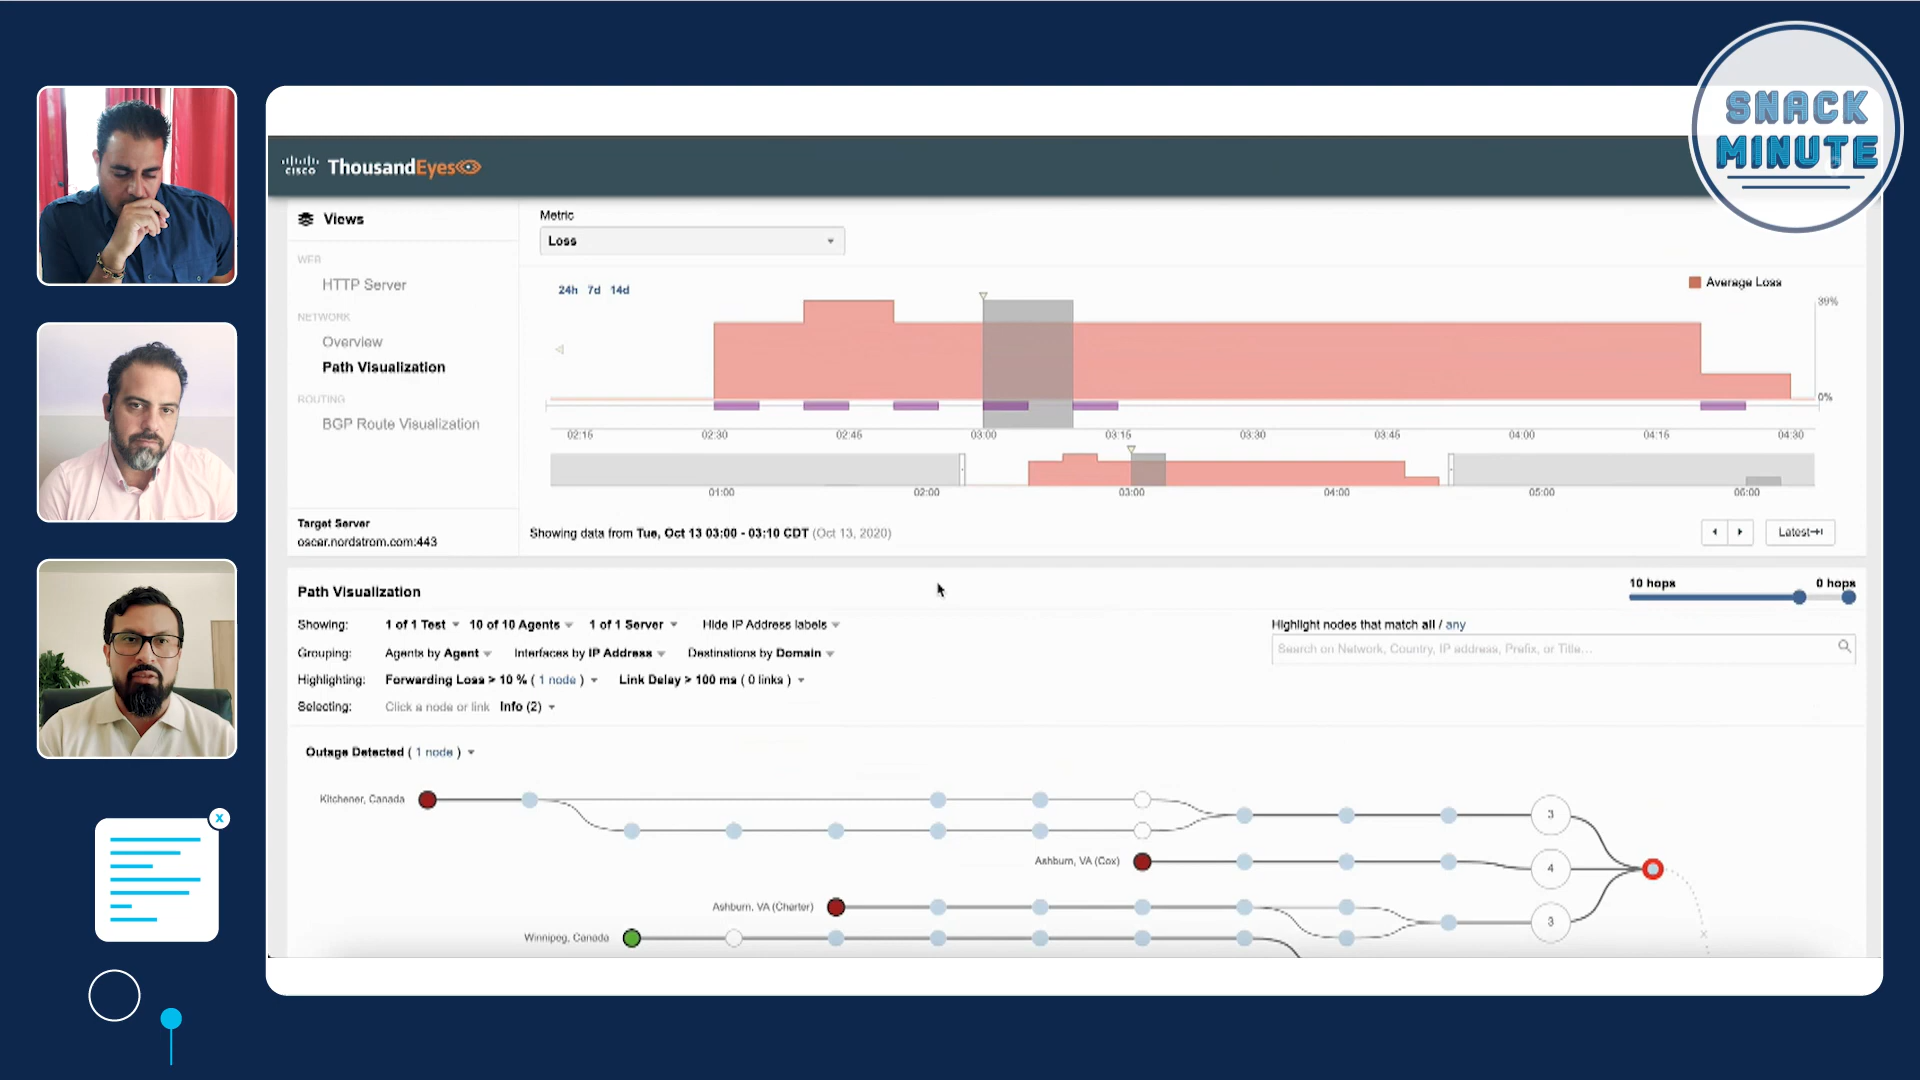 SNACK
MINUTE
CISCO ThousandEyes
Views
WEB
HTTP Server
NETWORK
Overview
Path Visualization
ROUTING
BGP Route Visualization
Target Server
oscar.nordstrom.com:443
Metric
Loss
24h 7d 14d
Average Loss
39%
0%
02:15 02:30 02:45 03:00 03:15 03:30 03:45 04:00 04:15 04:30
01:00 02:00 03:00 04:00 05:00 06:00
Showing data from Tue, Oct 13 03:00 - 03:10 CDT (Oct 13, 2020)
Latest
Path Visualization
10 hops 0 hops
Showing: 1 of 1 Test 10 of 10 Agents 1 of 1 Server Hide IP Address labels
Highlight nodes that match all / any
Grouping: Agents by Agent Interfaces by IP Address Destinations by Domain
Search on Network, Country, IP address, Prefix, or Title...
Highlighting: Forwarding Loss > 10 % ( 1 node ) Link Delay > 100 ms ( 0 links )
Selecting: Click a node or link Info (2)
Outage Detected ( 1 node )
Kitchener, Canada
3
Ashburn, VA (Cox)
4
Ashburn, VA (Charter)
3
Winnipeg, Canada
x